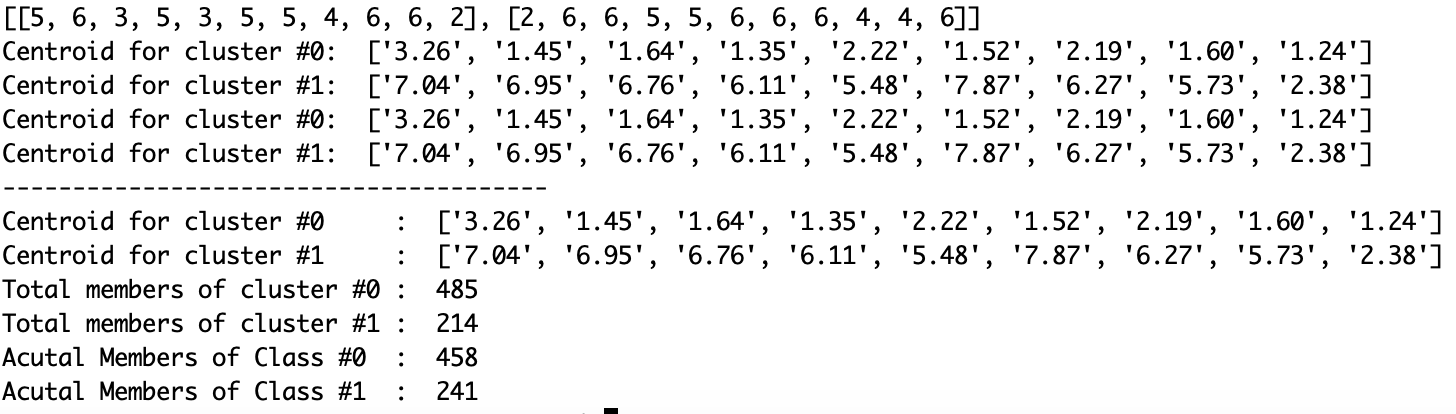 [[5, 6, 3, 5, 3, 5, 5, 4, 6, 6, 2], [2, 6, 6, 5, 5, 6, 6, 6, 4, 4, 6]]
Centroid for cluster #0:  ['3.26', '1.45', '1.64', '1.35', '2.22', '1.52', '2.19', '1.60', '1.24']
Centroid for cluster #1:  ['7.04', '6.95', '6.76', '6.11', '5.48', '7.87', '6.27', '5.73', '2.38']
Centroid for cluster #0:  ['3.26', '1.45', '1.64', '1.35', '2.22', '1.52', '2.19', '1.60', '1.24']
Centroid for cluster #1:  ['7.04', '6.95', '6.76', '6.11', '5.48', '7.87', '6.27', '5.73', '2.38']
---------------------------------------
Centroid for cluster #0     :  ['3.26', '1.45', '1.64', '1.35', '2.22', '1.52', '2.19', '1.60', '1.24']
Centroid for cluster #1     :  ['7.04', '6.95', '6.76', '6.11', '5.48', '7.87', '6.27', '5.73', '2.38']
Total members of cluster #0 :  485
Total members of cluster #1 :  214
Acutal Members of Class #0  :  458
Acutal Members of Class #1  :  241